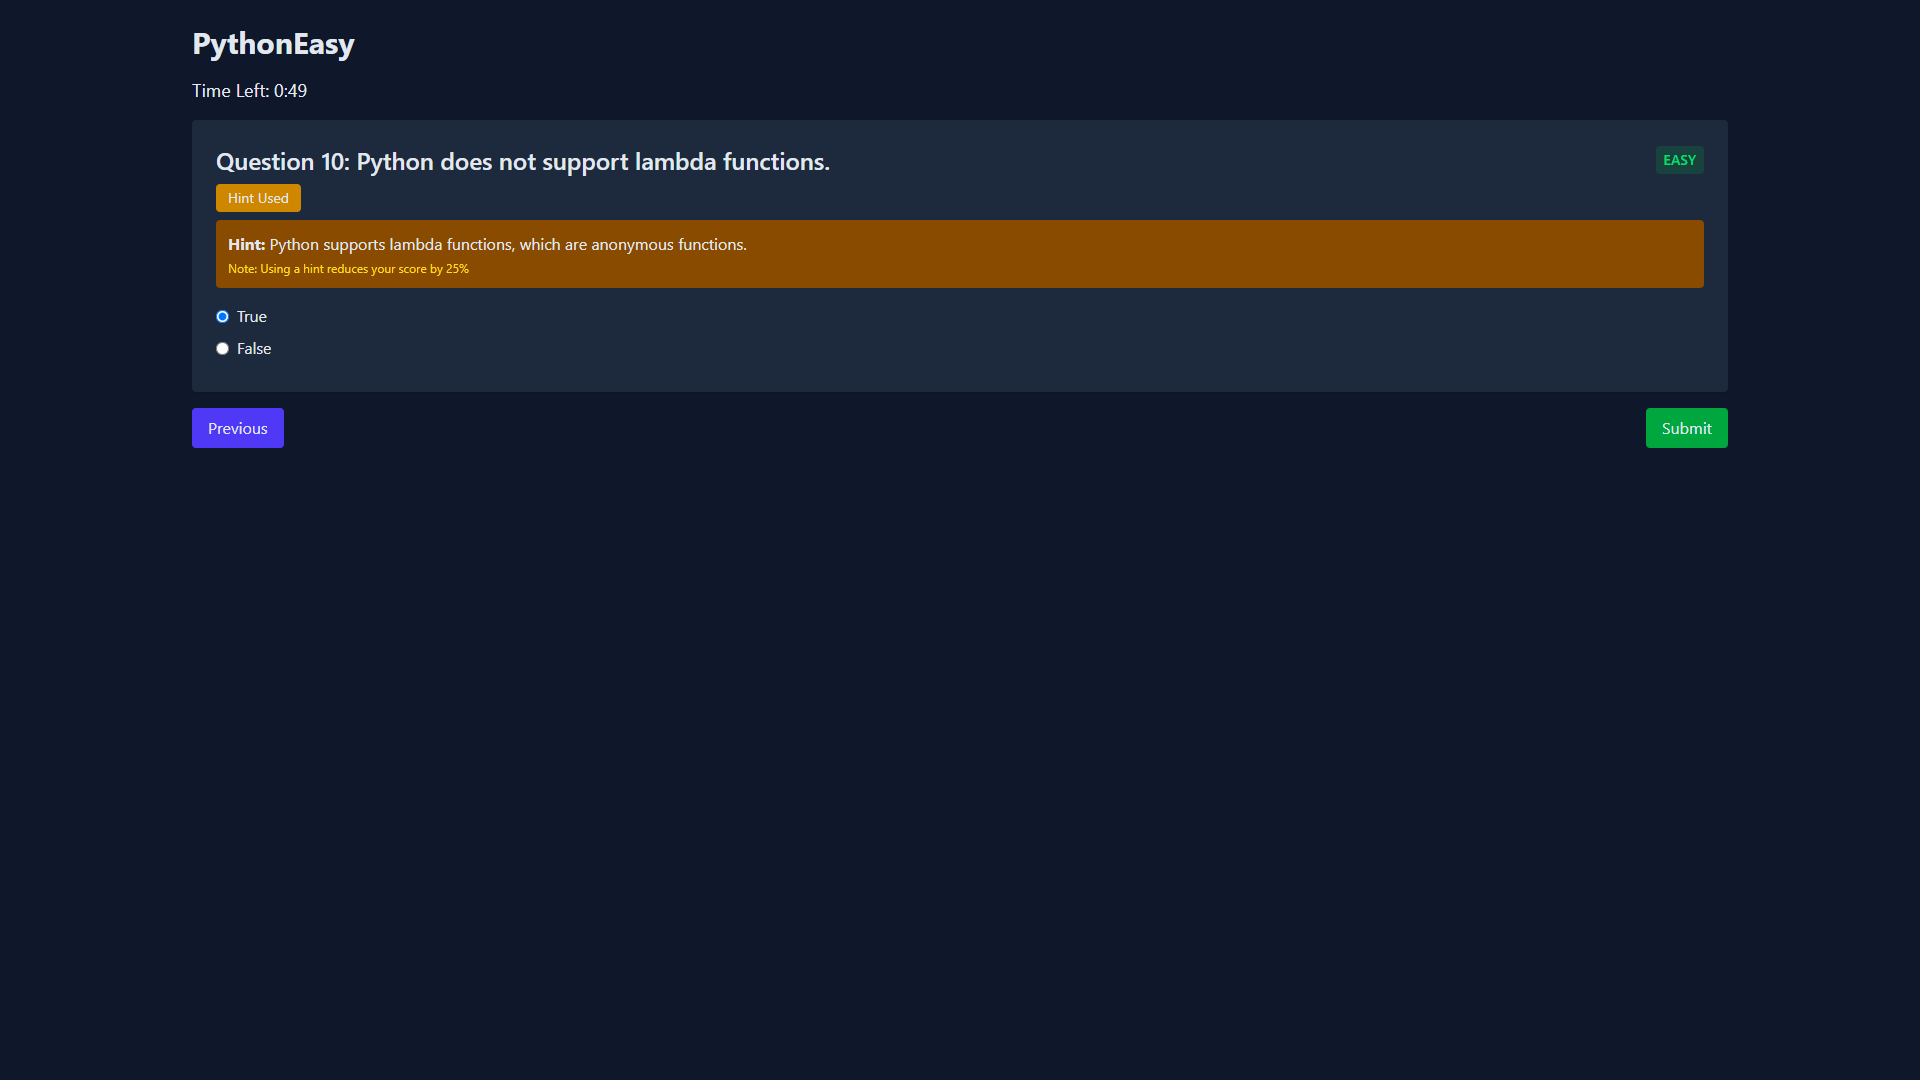 PythonEasy
Time Left: 0:49
Question 10: Python does not support lambda functions.
EASY
Hint Used
Hint: Python supports lambda functions, which are anonymous functions.
Note: Using a hint reduces your score by 25%
True
False
Previous
Submit